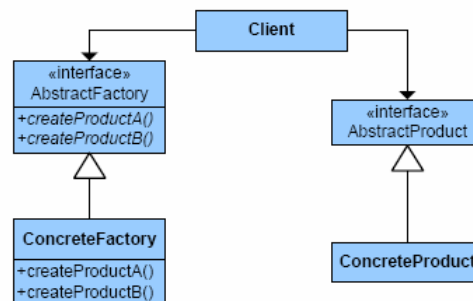 Client
«interface»
AbstractFactory
+createProductA()
+createProductB()
«interface»
AbstractProduct
ConcreteFactory
+createProductA()
+createProductB()
ConcreteProduct